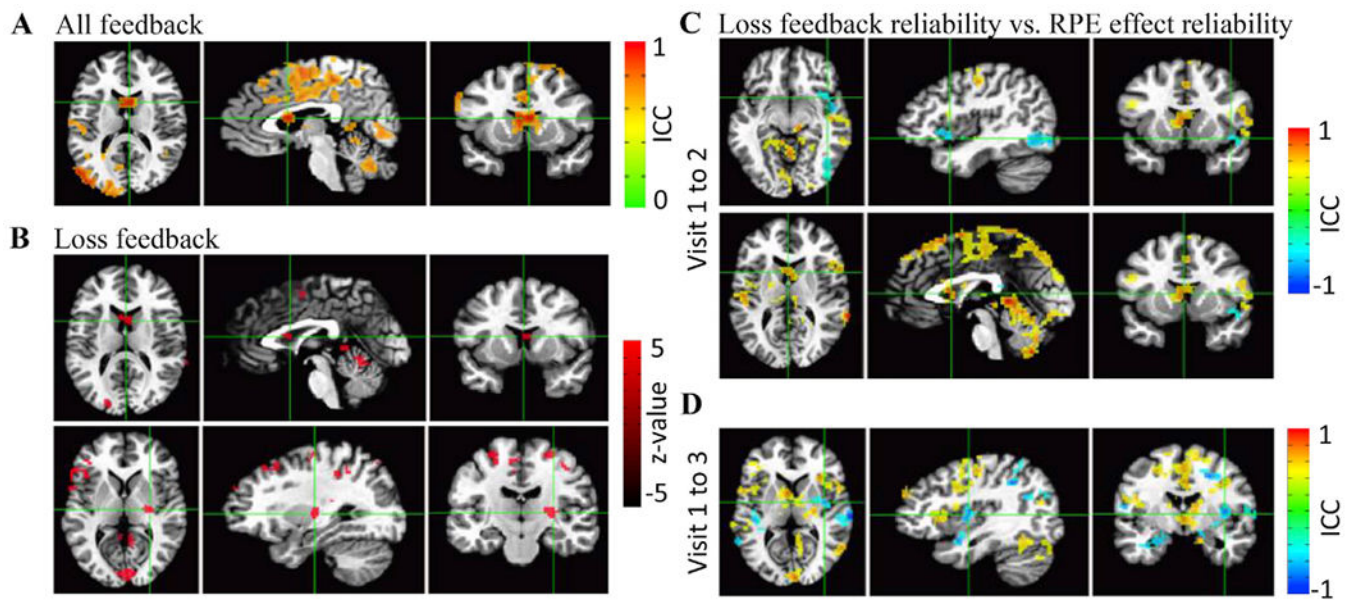 A All feedback
1
ICC
0
B Loss feedback
5
z-value
-5
C Loss feedback reliability vs. RPE effect reliability
Visit 1 to 2
1
ICC
-1
D
Visit 1 to 3
1
ICC
-1